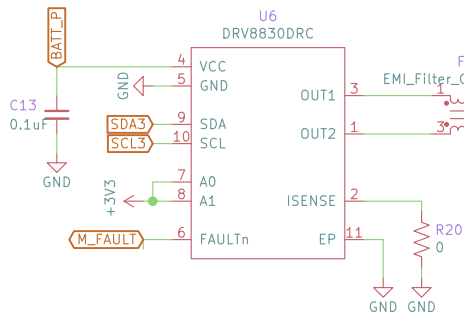 U6
DRV8830DRC
BATT_P
4 VCC
GND 5 GND
C13
0.1uF
GND
SDA3 9 SDA
SCL3 10 SCL
7 A0
+3V3 8 A1
M_FAULT 6 FAULTn
OUT1 3
OUT2 1
ISENSE 2
EP 11
EMI_Filter_
1
3
R20
0
GND GND